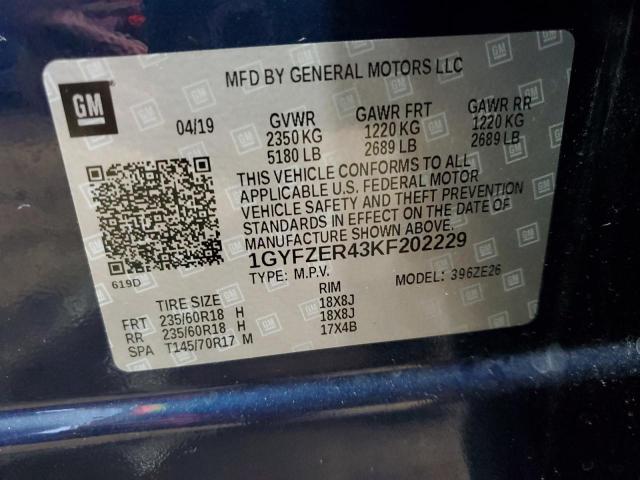 MFD BY GENERAL MOTORS LLC
GM
04/19 GVWR GAWR FRT GAWR RR
2350 KG 1220 KG 1220 KG
5180 LB 2689 LB 2689 LB
THIS VEHICLE CONFORMS TO ALL
APPLICABLE U.S. FEDERAL MOTOR
VEHICLE SAFETY AND THEFT PREVENTION
STANDARDS IN EFFECT ON THE DATE OF
MANUFACTURE SHOWN ABOVE.
1GYFZER43KF202229
619D
TYPE: M.P.V. MODEL: 396ZE26
TIRE SIZE RIM
FRT 235/60R18 H 18X8J
RR 235/60R18 H 18X8J
SPA T145/70R17 M 17X4B